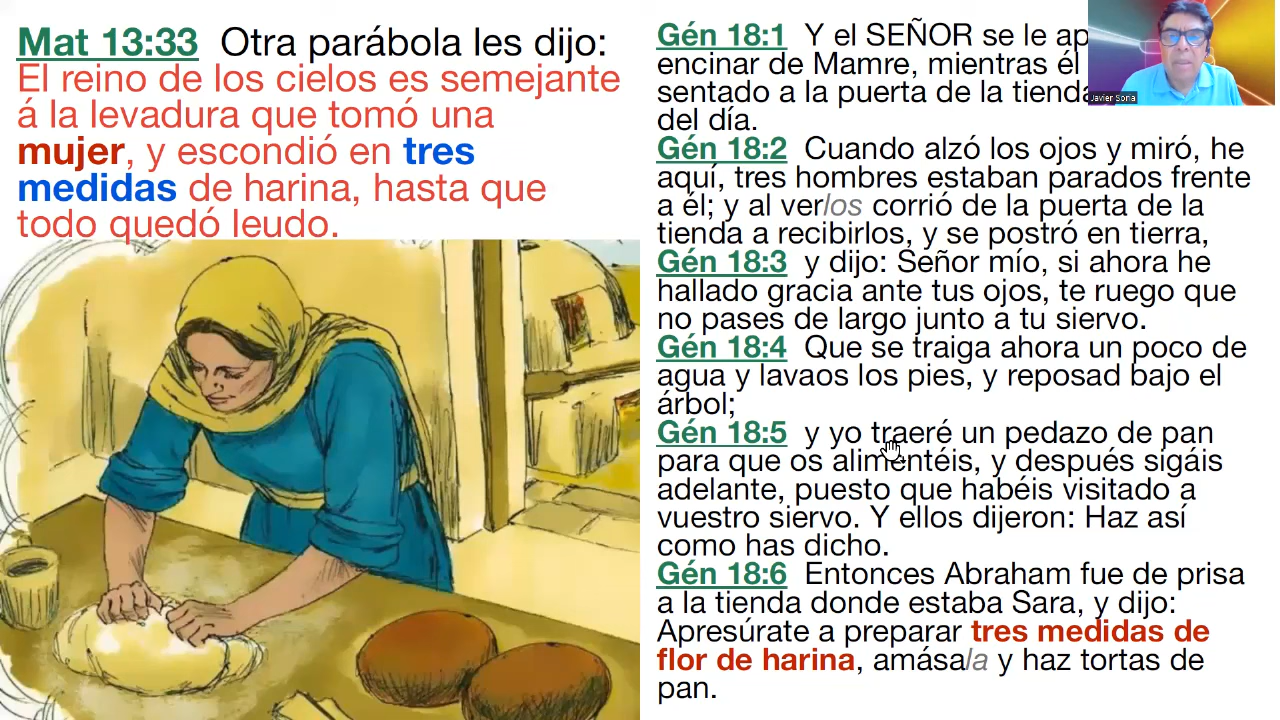 Mat 13:33 Otra parábola les dijo:
El reino de los cielos es semejante
á la levadura que tomó una
mujer, y escondió en tres
medidas de harina, hasta que
todo quedó leudo.
Gén 18:1 Y el SEÑOR se le ap
encinar de Mamre, mientras él
sentado a la puerta de la tienda
del día.
Gén 18:2 Cuando alzó los ojos y miró, he
aquí, tres hombres estaban parados frente
a él; y al verlos corrió de la puerta de la
tienda a recibirlos, y se postró en tierra,
Gén 18:3 y dijo: Señor mío, si ahora he
hallado gracia ante tus ojos, te ruego que
no pases de largo junto a tu siervo.
Gén 18:4 Que se traiga ahora un poco de
agua y lavaos los pies, y reposad bajo el
árbol;
Gén 18:5 y yo traeré un pedazo de pan
para que os alimentéis, y después sigáis
adelante, puesto que habéis visitado a
vuestro siervo. Y ellos dijeron: Haz así
como has dicho.
Gén 18:6 Entonces Abraham fue de prisa
a la tienda donde estaba Sara, y dijo:
Apresúrate a preparar tres medidas de
flor de harina, amásala y haz tortas de
pan.
Javier Soria